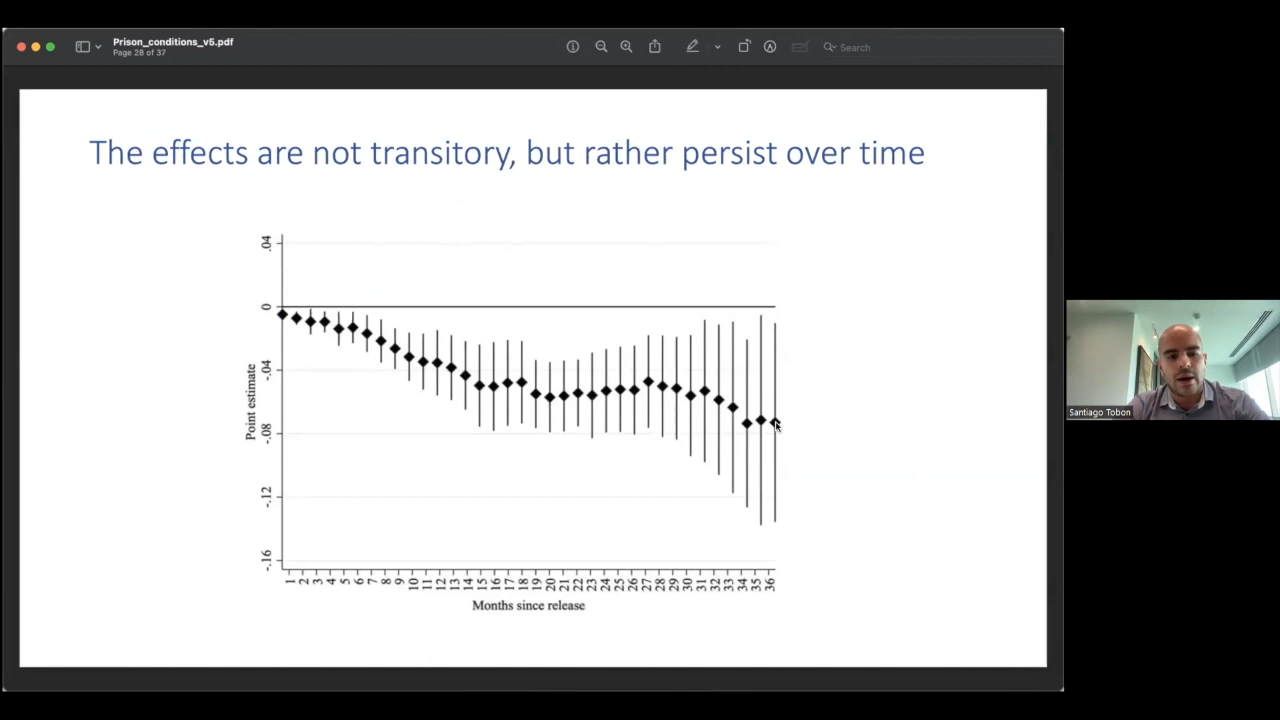 Prison_conditions_v5.pdf
Page 28 of 37
Search
The effects are not transitory, but rather persist over time
.04
0
-.04
-.08
-.12
-.16
Point estimate
1 2 3 4 5 6 7 8 9 10 11 12 13 14 15 16 17 18 19 20 21 22 23 24 25 26 27 28 29 30 31 32 33 34 35 36
Months since release
Santiago Tobon